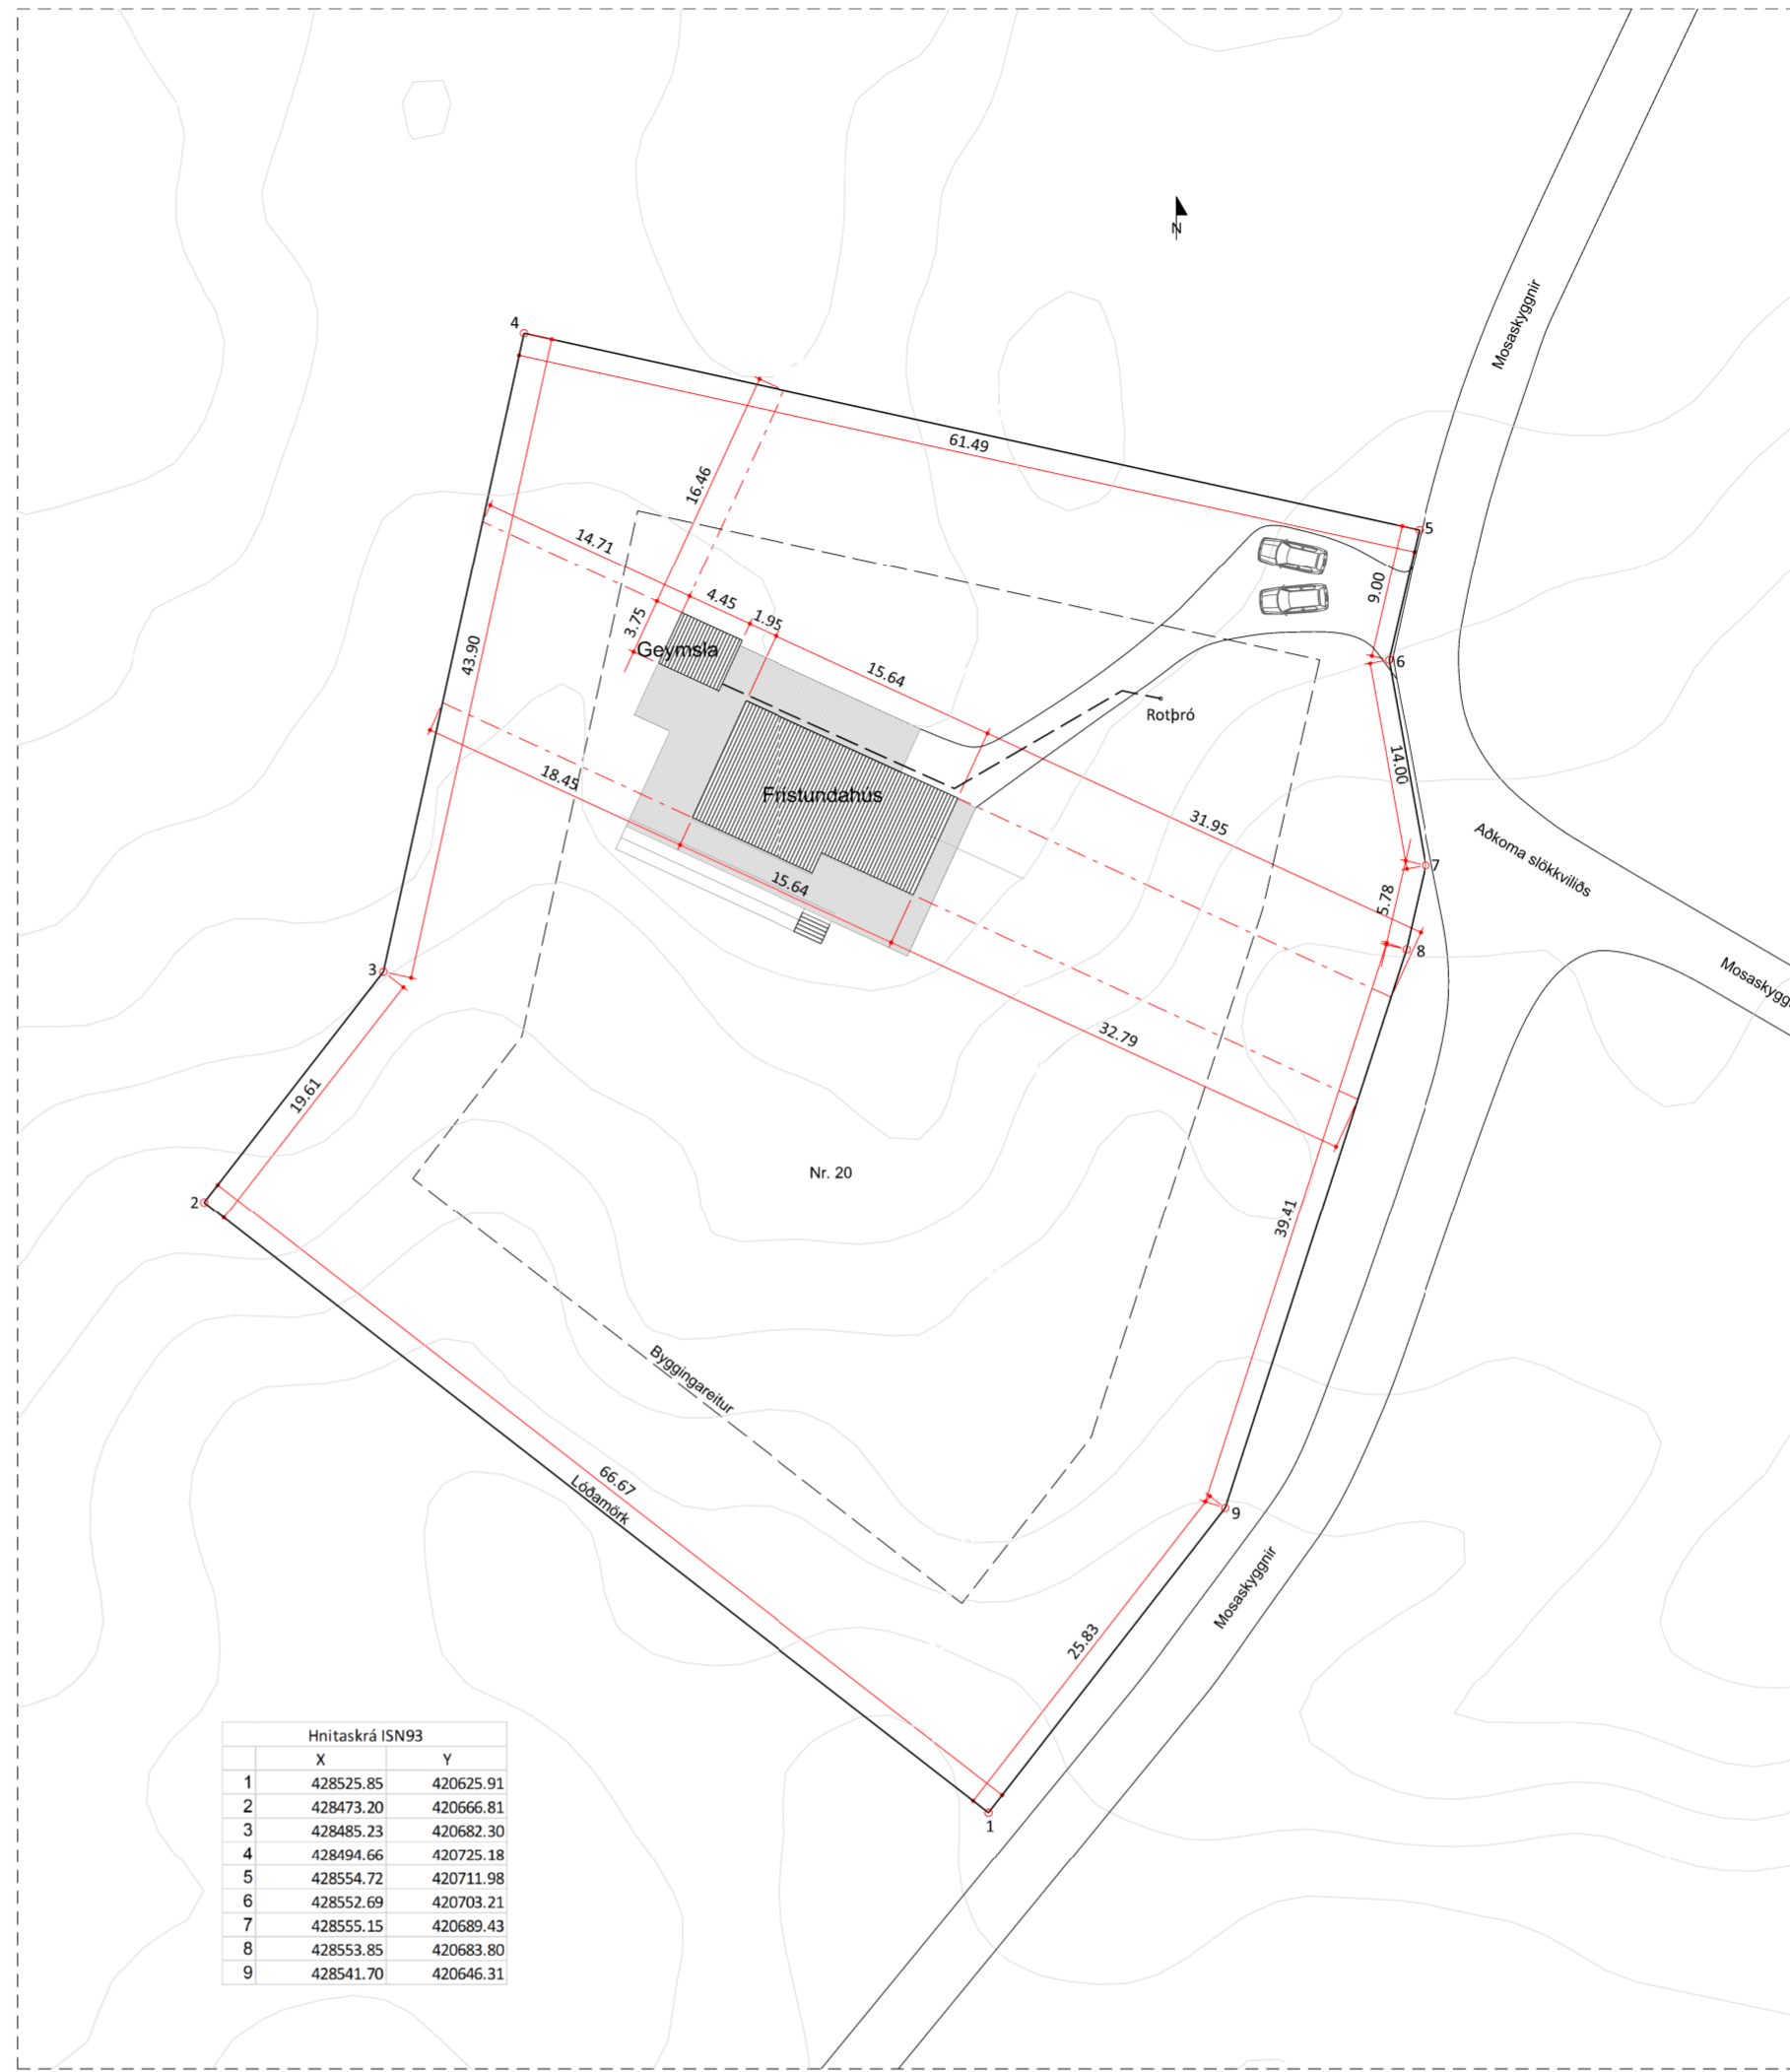 N
Mosaskyggnir
4
61.49
16.46
5
14.71
9.00
4.45
1.95
3.75
Geymsla
6
43.90
15.64
Rotþró
14.00
18.45
Frístundahús
31.95
Aðkoma slökkviliðs
7
15.64
5.78
8
3
Mosaskygg
32.79
19.61
Nr. 20
2
39.41
Byggingareitur
66.67
Lóðamörk
9
Mosaskyggnir
25.83
1
Hnitaskrá ISN93
X Y
1 428525.85 420625.91
2 428473.20 420666.81
3 428485.23 420682.30
4 428494.66 420725.18
5 428554.72 420711.98
6 428552.69 420703.21
7 428555.15 420689.43
8 428553.85 420683.80
9 428541.70 420646.31